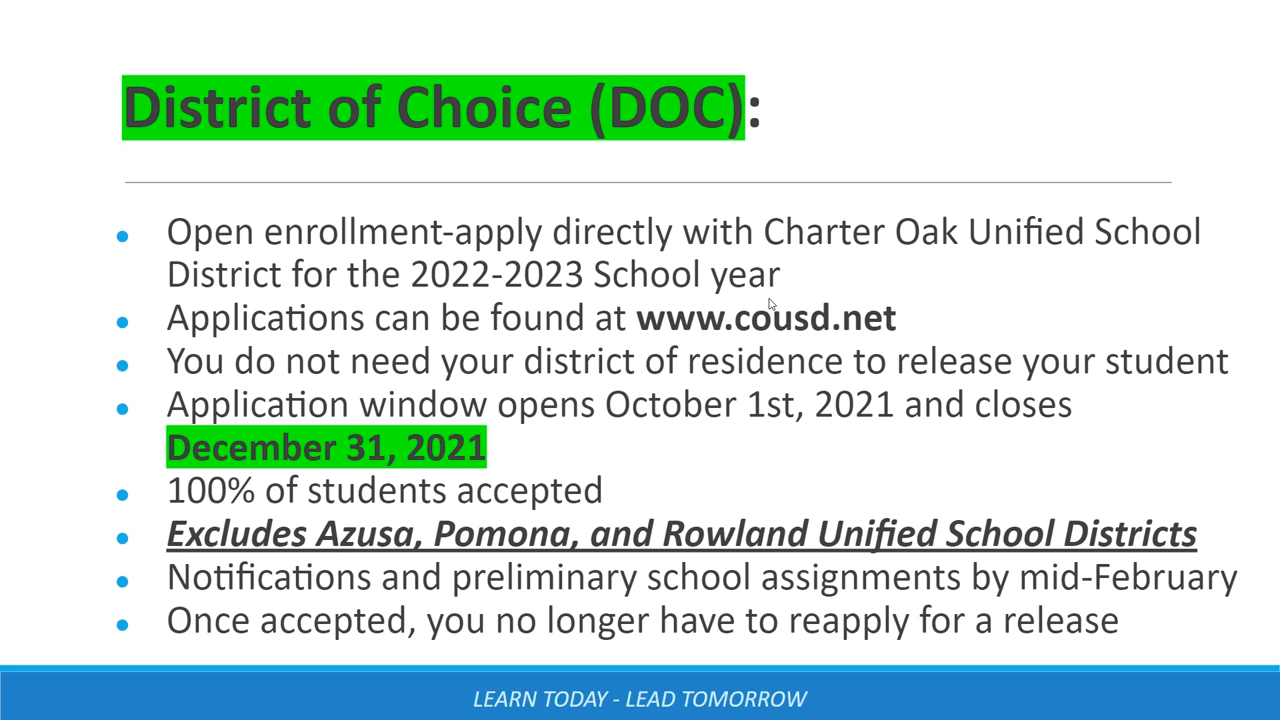 District of Choice (DOC):
● Open enrollment-apply directly with Charter Oak Unified School
District for the 2022-2023 School year
● Applications can be found at www.cousd.net
● You do not need your district of residence to release your student
● Application window opens October 1st, 2021 and closes
December 31, 2021
● 100% of students accepted
● Excludes Azusa, Pomona, and Rowland Unified School Districts
● Notifications and preliminary school assignments by mid-February
● Once accepted, you no longer have to reapply for a release
LEARN TODAY - LEAD TOMORROW